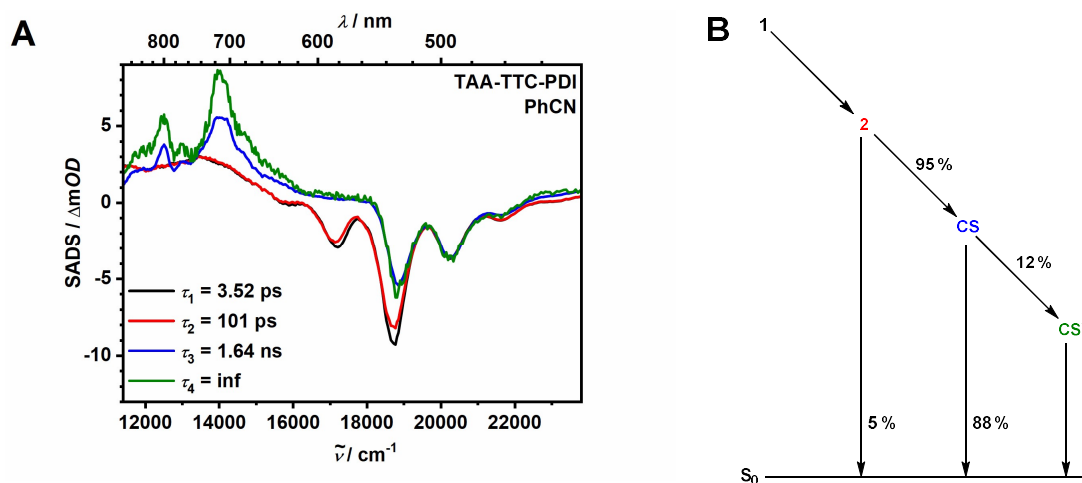 A
λ / nm
800 700 600 500
TAA-TTC-PDI
PhCN
SADS / ΔmOD
5
0
-5
-10
τ1 = 3.52 ps
τ2 = 101 ps
τ3 = 1.64 ns
τ4 = inf
12000 14000 16000 18000 20000 22000
ṽ / cm-1
B
1
2
95 %
CS
12 %
CS
5 %
88 %
S0